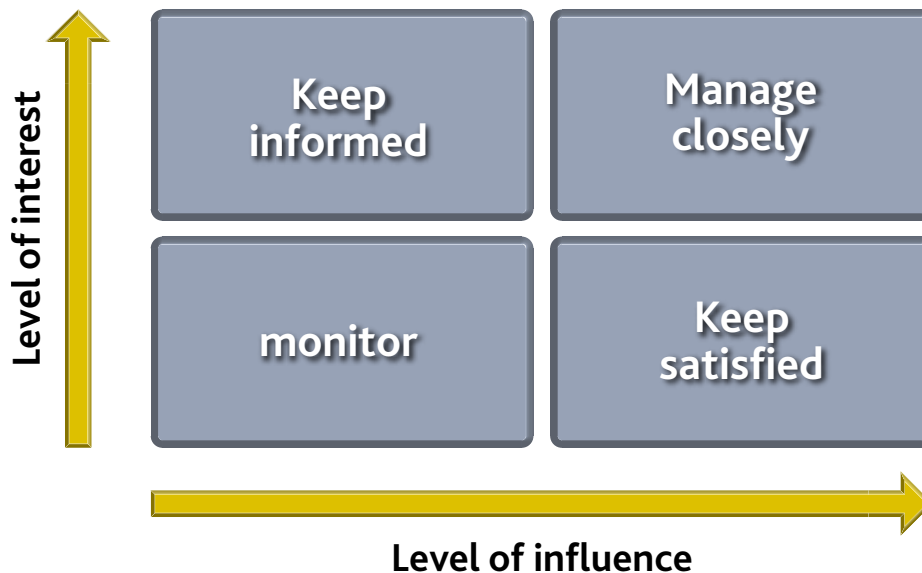 Level of interest
Keep
informed
Manage
closely
monitor
Keep
satisfied
Level of influence